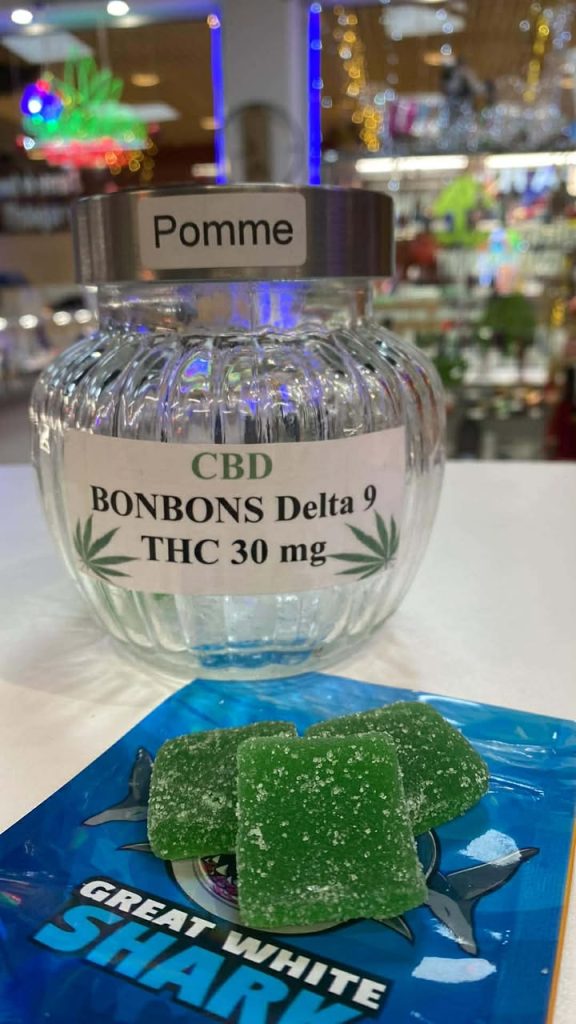 Pomme
CBD
BONBONS Delta 9
THC 30 mg
GREAT WHITE
SHARK